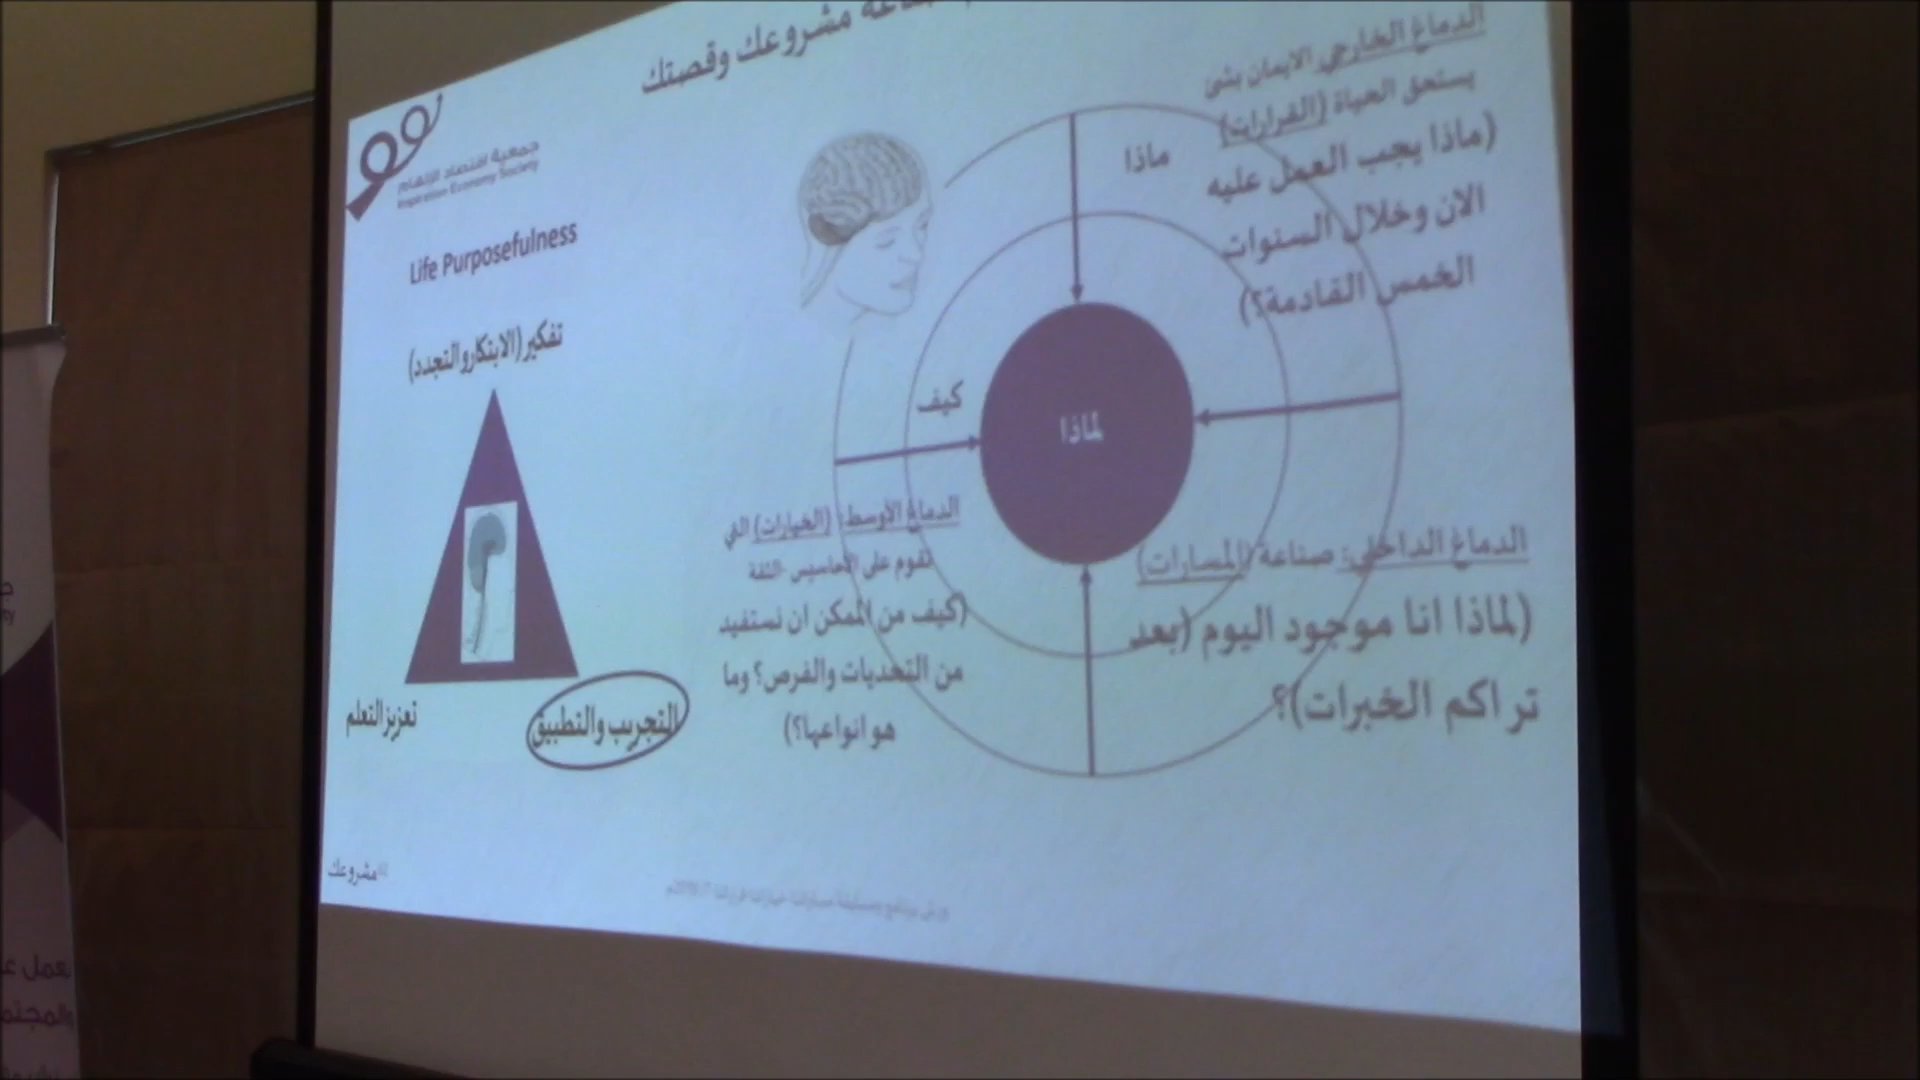 مشروعك وقصتك
جمعية اقتصاد الإلهام
Inspiration Economy Society
Life Purposefulness
تفكير (الابتكار والتجدد)
تعزيز التعلم
التجريب والتطبيق
الدماغ الخارجي الايمان بشئ
يستحق الحياة (القرارات)
(ماذا يجب العمل عليه
الان وخلال السنوات
الخمس القادمة؟)
ماذا
كيف
لماذا
الدماغ الأوسط: (الخيارات) التي
تقوم على الأحاسيس -الثقة
(كيف من الممكن ان نستفيد
من التحديات والفرص؟ وما
هو انواعها؟)
الدماغ الداخلي: صناعة (المسارات)
(لماذا انا موجود اليوم (بعد
تراكم الخبرات)؟
مشروعك